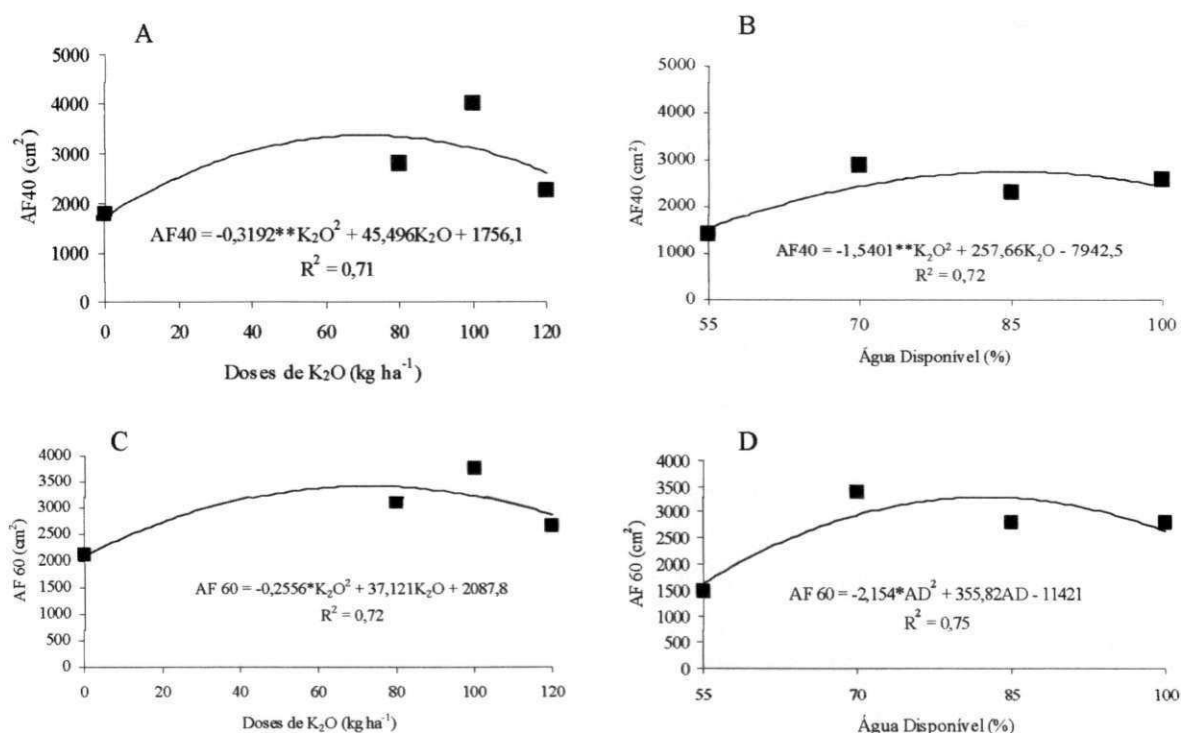 A
5000
4000
3000
2000
1000
0
AF40 (cm²)
AF40 = -0,3192**K₂O² + 45,496K₂O + 1756,1
R² = 0,71
0 20 40 60 80 100 120
Doses de K₂O (kg ha⁻¹)
B
5000
4000
3000
2000
1000
0
AF40 (cm²)
AF40 = -1,5401**K₂O² + 257,66K₂O - 7942,5
R² = 0,72
55 70 85 100
Água Disponível (%)
C
4000
3500
3000
2500
2000
1500
1000
500
0
AF 60 (cm²)
AF 60 = -0,2556*K₂O² + 37,121K₂O + 2087,8
R² = 0,72
0 20 40 60 80 100 120
Doses de K₂O (kg ha⁻¹)
D
4000
3500
3000
2500
1500
1500
1000
500
0
AF 60 (cm²)
AF 60 = -2,154*AD² + 355,82AD - 11421
R² = 0,75
55 70 85 100
Água Disponível (%)